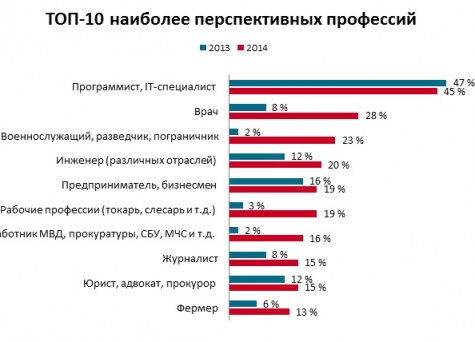 ТОП-10 наиболее перспективных профессий
2013 2014
Программист, IT-специалист 47 % 45 %
Врач 8 % 28 %
Военнослужащий, разведчик, пограничник 2 % 23 %
Инженер (различных отраслей) 12 % 20 %
Предприниматель, бизнесмен 16 % 19 %
Рабочие профессии (токарь, слесарь и т.д.) 3 % 19 %
аботник МВД, прокуратуры, СБУ, МЧС и т.д. 2 % 16 %
Журналист 8 % 15 %
Юрист, адвокат, прокурор 12 % 15 %
Фермер 6 % 13 %